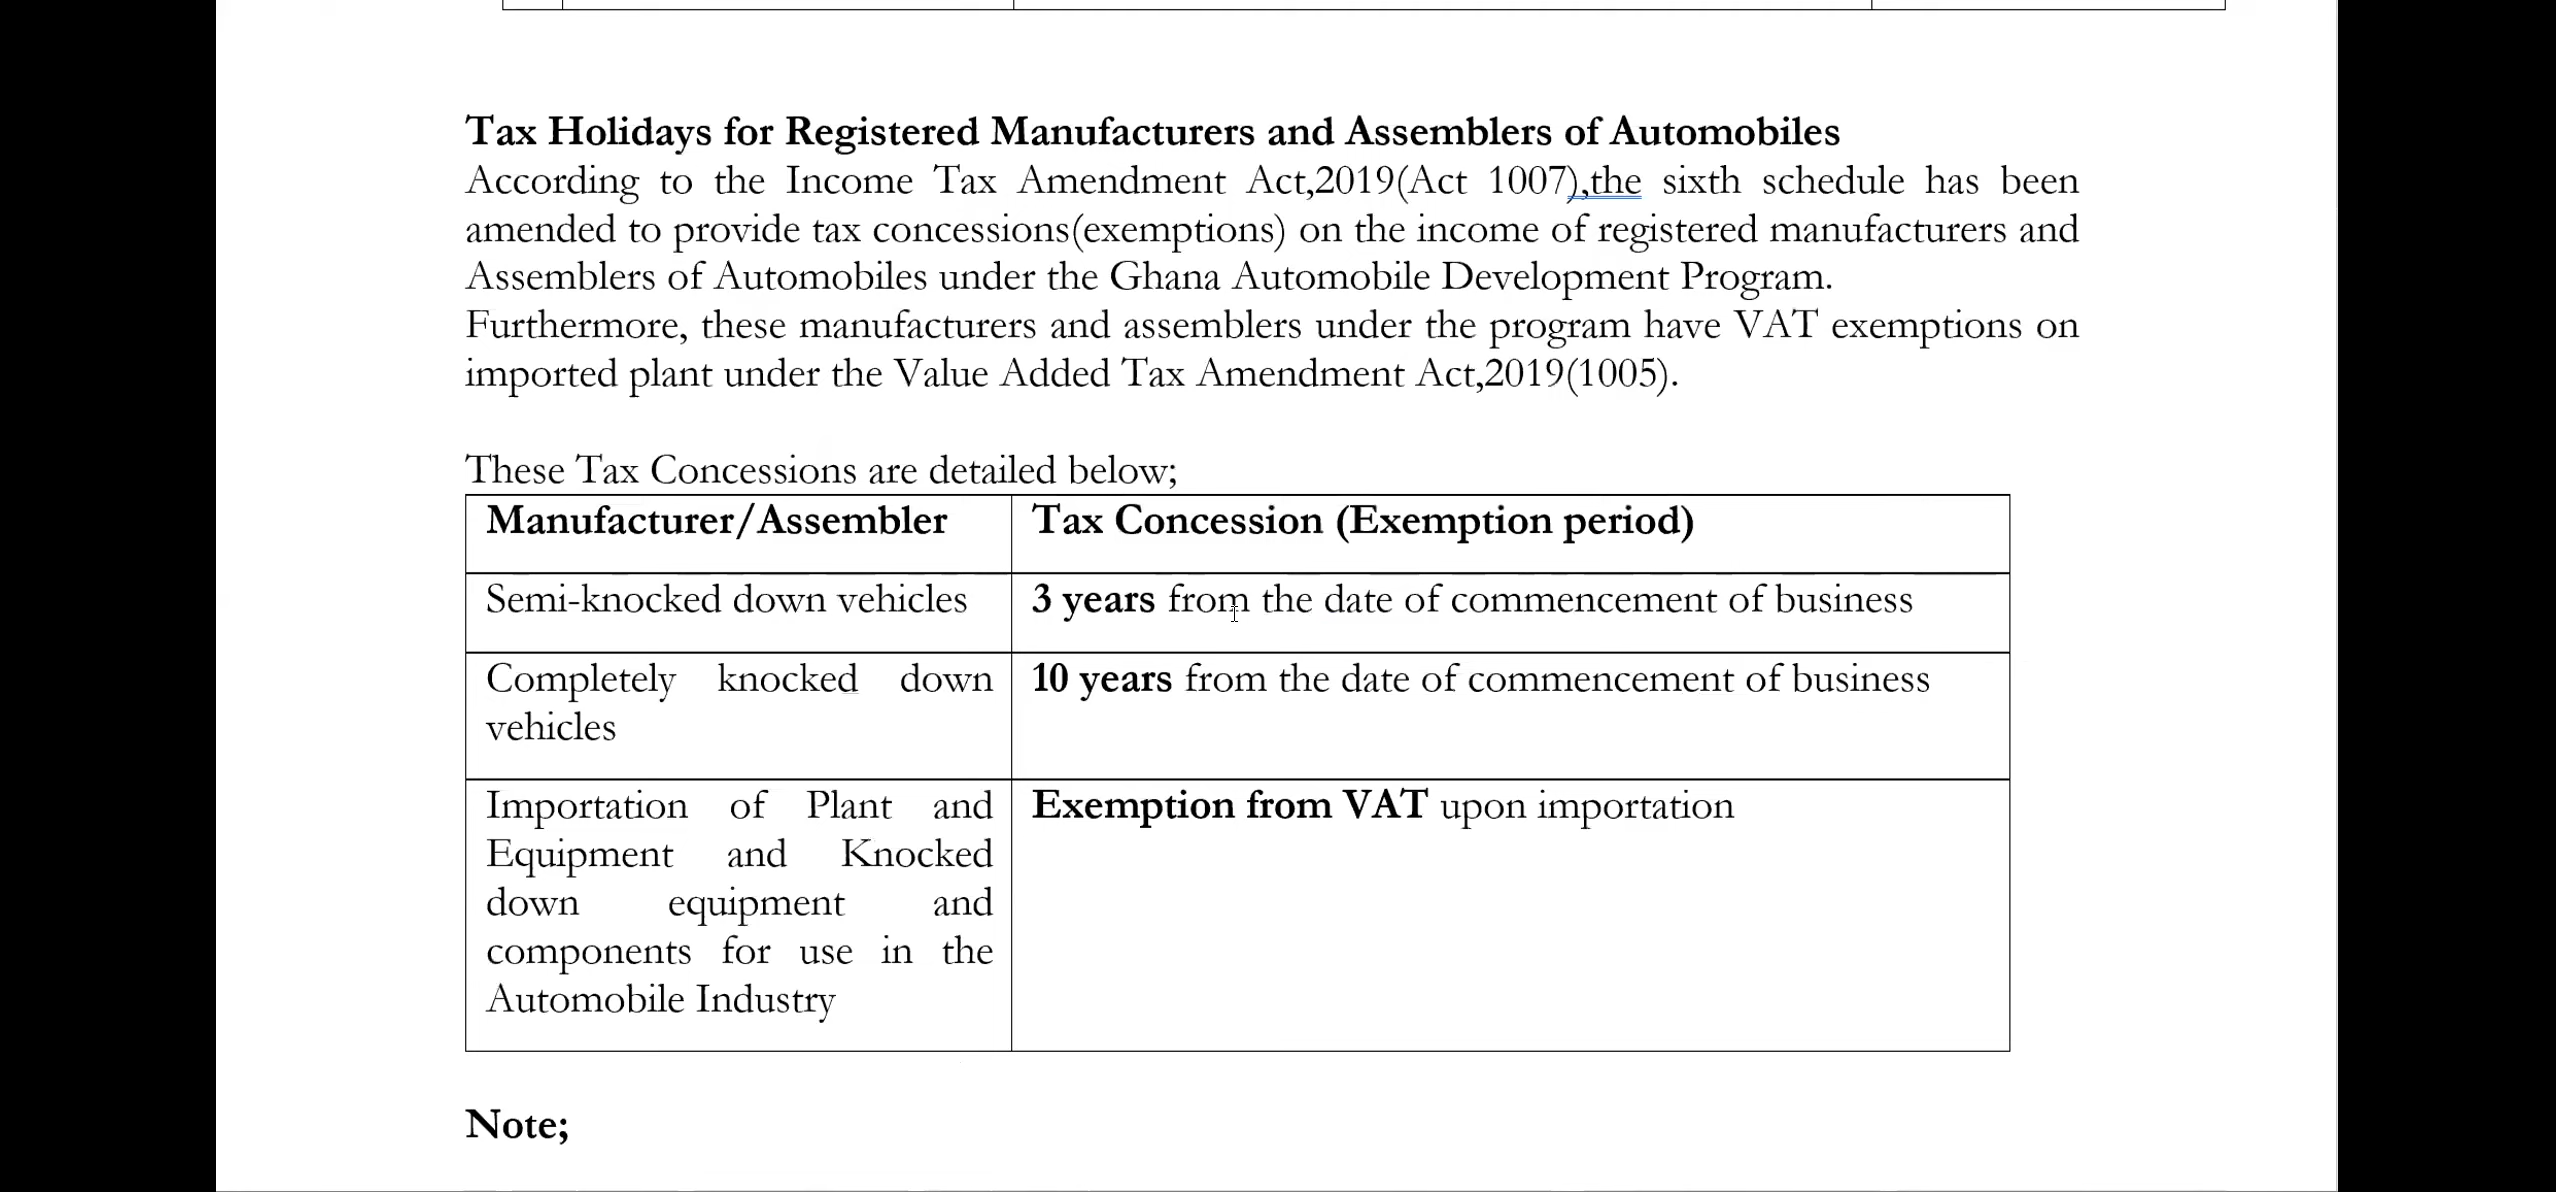 Tax Holidays for Registered Manufacturers and Assemblers of Automobiles
According to the Income Tax Amendment Act,2019(Act 1007),the sixth schedule has been
amended to provide tax concessions(exemptions) on the income of registered manufacturers and
Assemblers of Automobiles under the Ghana Automobile Development Program.
Furthermore, these manufacturers and assemblers under the program have VAT exemptions on
imported plant under the Value Added Tax Amendment Act,2019(1005).
These Tax Concessions are detailed below;
Manufacturer/Assembler
Tax Concession (Exemption period)
Semi-knocked down vehicles
3 years from the date of commencement of business
Completely knocked down
vehicles
10 years from the date of commencement of business
Importation of Plant and
Equipment and Knocked
down equipment and
components for use in the
Automobile Industry
Exemption from VAT upon importation
Note;